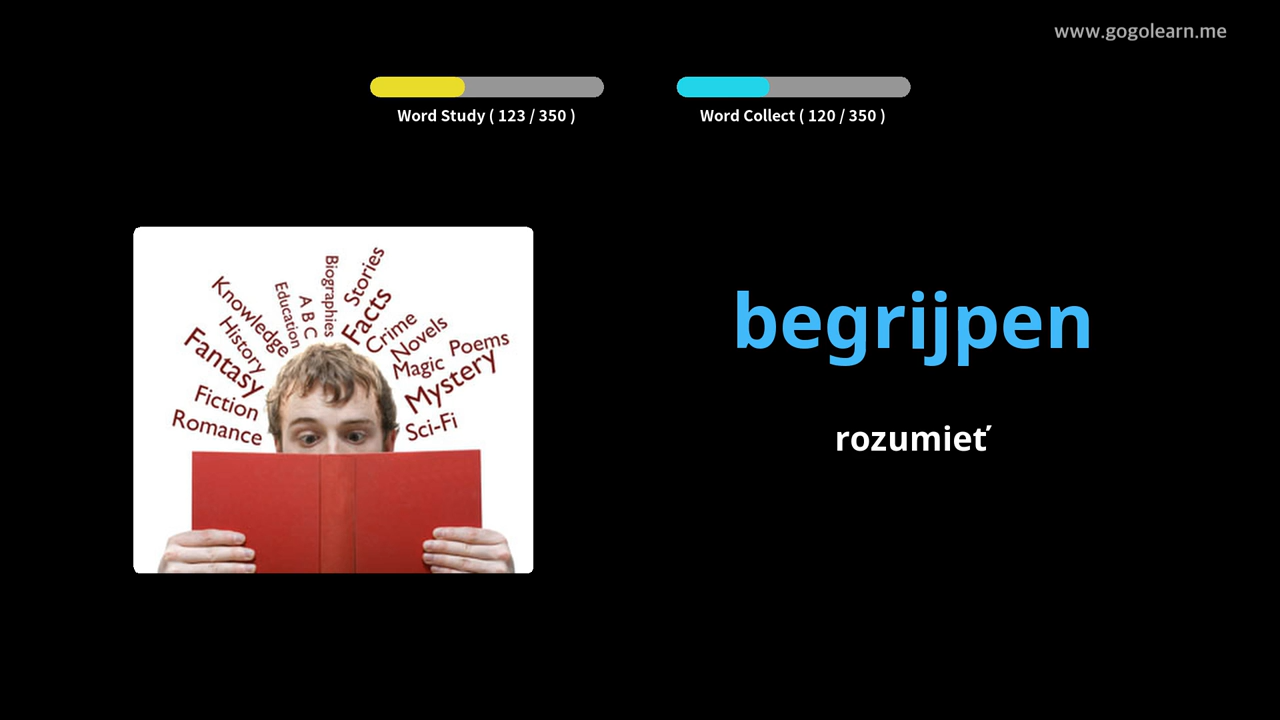 www.gogolearn.me
Word Study ( 123 / 350 )
Word Collect ( 120 / 350 )
Biographies
Stories
Education
A B C
Facts
Knowledge
Crime
History
Novels
Poems
Fantasy
Magic
Mystery
Fiction
Romance
Sci-Fi
begrijpen
rozumieť